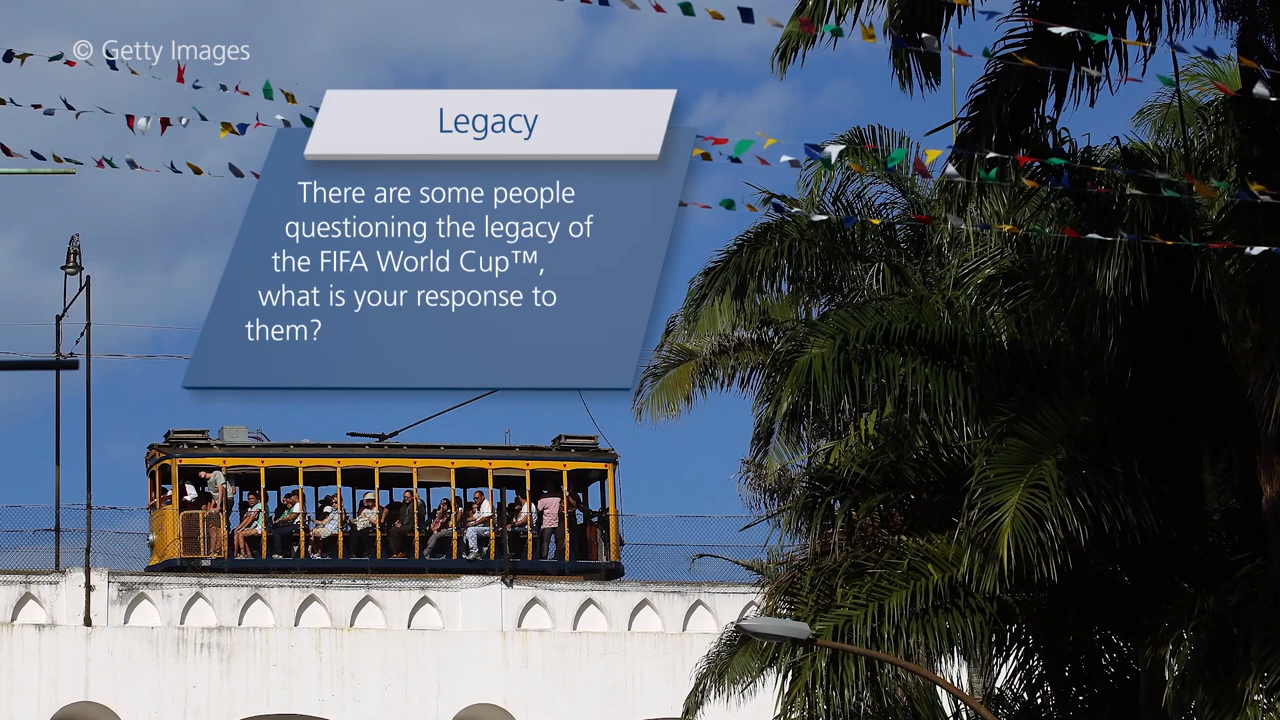 © Getty Images
Legacy
There are some people
questioning the legacy of
the FIFA World Cup™,
what is your response to
them?